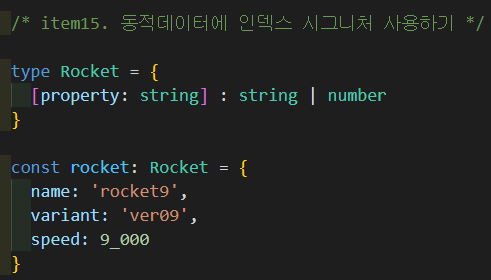 /* item15. 동적데이터에 인덱스 시그니처 사용하기 */
type Rocket = {
[property: string] : string | number
}
const rocket: Rocket = {
name: 'rocket9',
variant: 'ver09',
speed: 9_000
}